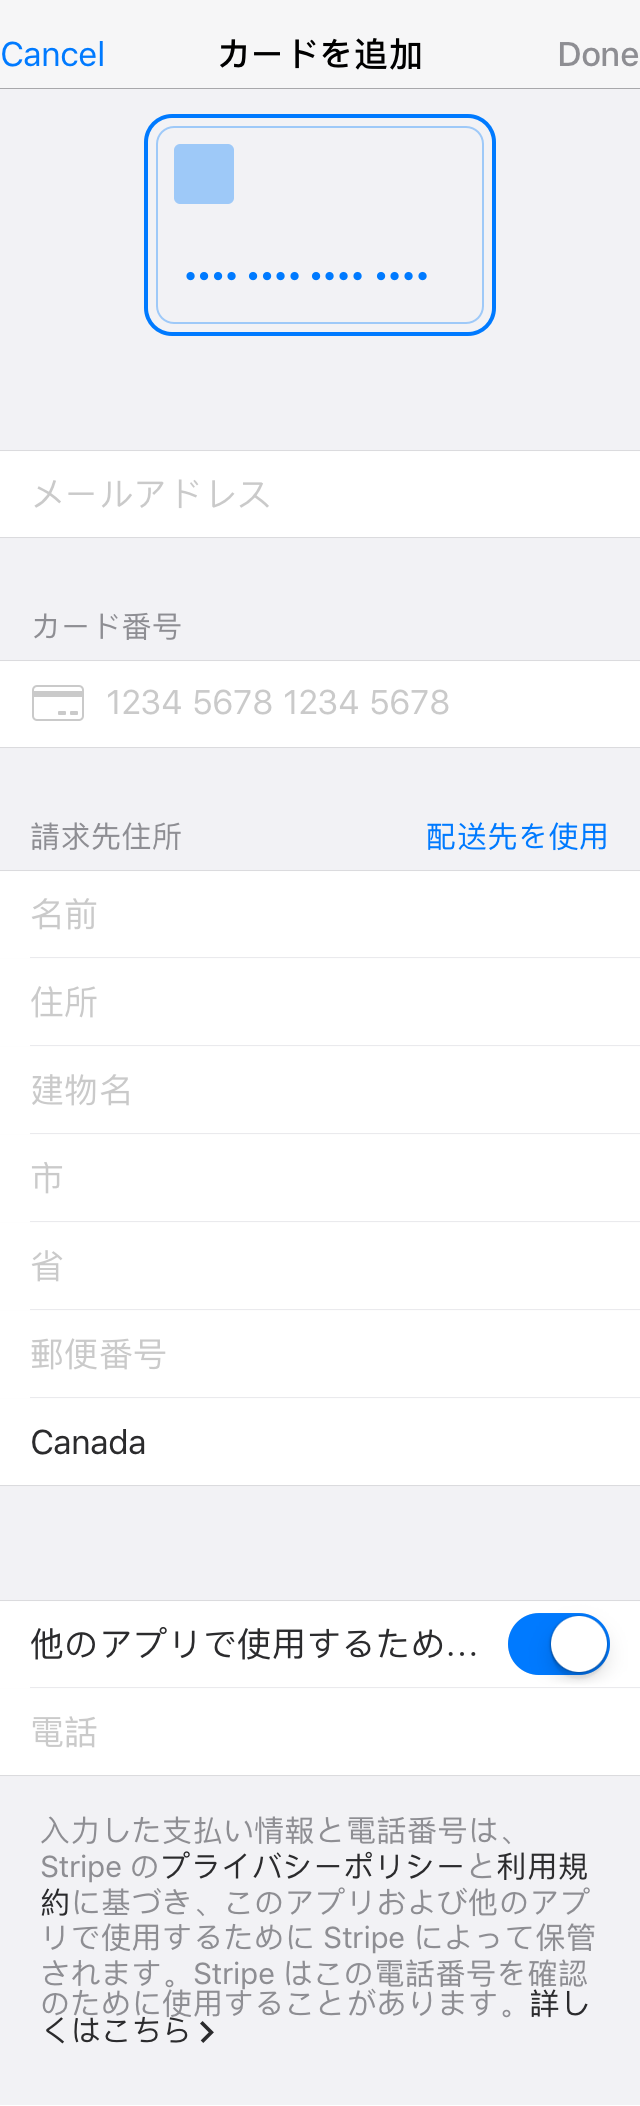 Cancel カードを追加 Done
•••• •••• •••• ••••
メールアドレス
カード番号
1234 5678 1234 5678
請求先住所 配送先を使用
名前
住所
建物名
市
省
郵便番号
Canada
他のアプリで使用するため…
電話
入力した支払い情報と電話番号は、
Stripe のプライバシーポリシーと利用規
約に基づき、このアプリおよび他のアプ
リで使用するために Stripe によって保管
されます。Stripe はこの電話番号を確認
のために使用することがあります。詳し
くはこちら ❯